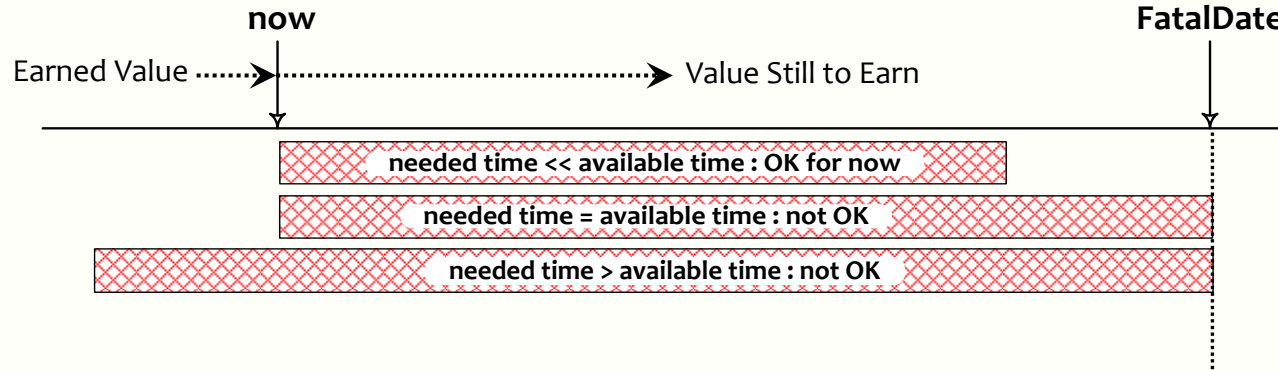 now
FatalDate
Earned Value
Value Still to Earn
needed time << available time : OK for now
needed time = available time : not OK
needed time > available time : not OK